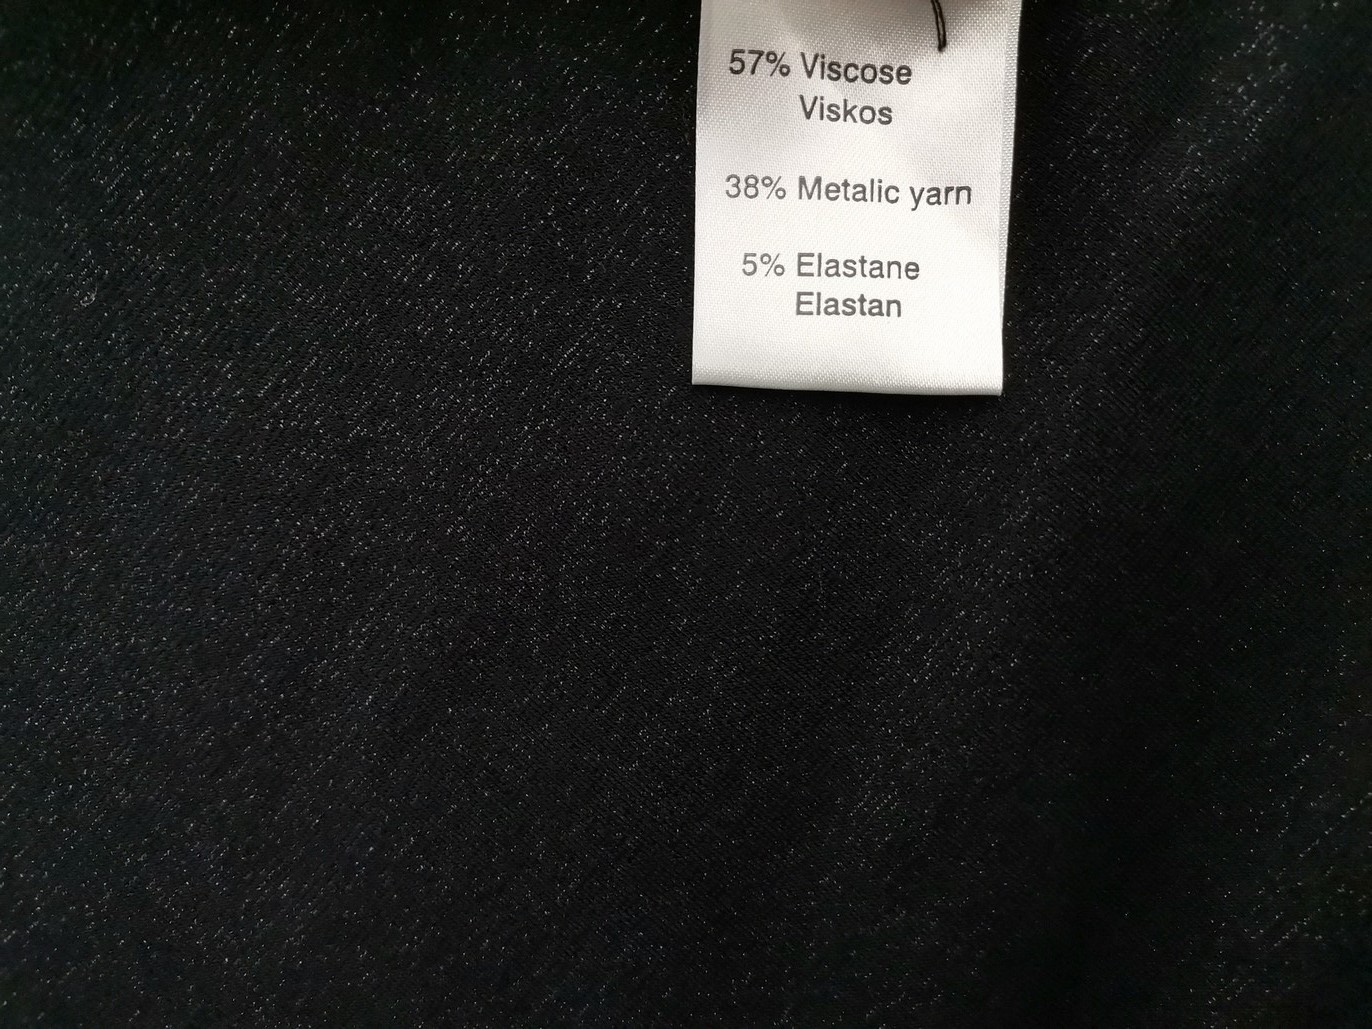 57% Viscose
Viskos
38% Metalic yarn
5% Elastane
Elastan